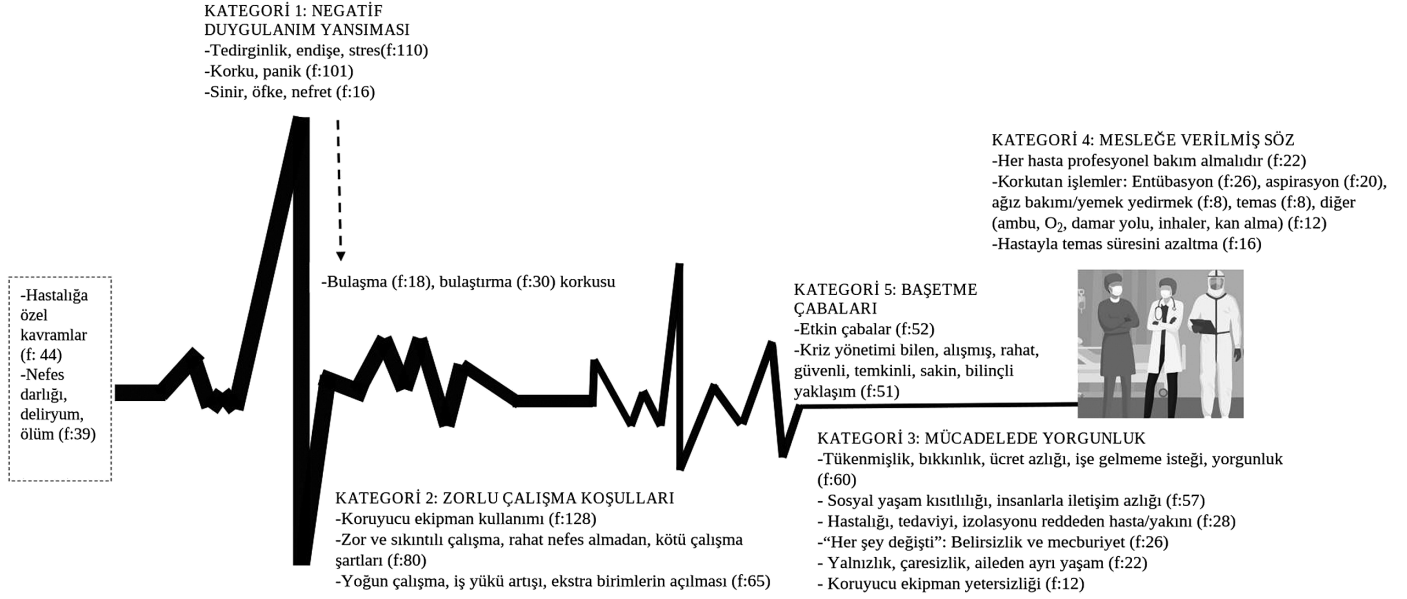 KATEGORİ 1: NEGATİF
DUYGULANIM YANSIMASI
-Tedirginlik, endişe, stres(f:110)
-Korku, panik (f:101)
-Sinir, öfke, nefret (f:16)
-Bulaşma (f:18), bulaştırma (f:30) korkusu
-Hastalığa
özel
kavramlar
(f: 44)
-Nefes
darlığı,
deliryum,
ölüm (f:39)
KATEGORİ 2: ZORLU ÇALIŞMA KOŞULLARI
-Koruyucu ekipman kullanımı (f:128)
-Zor ve sıkıntılı çalışma, rahat nefes almadan, kötü çalışma
şartları (f:80)
-Yoğun çalışma, iş yükü artışı, ekstra birimlerin açılması (f:65)
KATEGORİ 4: MESLEĞE VERİLMİŞ SÖZ
-Her hasta profesyonel bakım almalıdır (f:22)
-Korkutan işlemler: Entübasyon (f:26), aspirasyon (f:20),
ağız bakımı/yemek yedirmek (f:8), temas (f:8), diğer
(ambu, O₂, damar yolu, inhaler, kan alma) (f:12)
-Hastayla temas süresini azaltma (f:16)
KATEGORİ 5: BAŞETME
ÇABALARI
-Etkin çabalar (f:52)
-Kriz yönetimi bilen, alışmış, rahat,
güvenli, temkinli, sakin, bilinçli
yaklaşım (f:51)
KATEGORİ 3: MÜCADELEDE YORGUNLUK
-Tükenmişlik, bıkkınlık, ücret azlığı, işe gelmeme isteği, yorgunluk
(f:60)
- Sosyal yaşam kısıtlılığı, insanlarla iletişim azlığı (f:57)
- Hastalığı, tedaviyi, izolasyonu reddeden hasta/yakını (f:28)
-“Her şey değişti”: Belirsizlik ve mecburiyet (f:26)
- Yalnızlık, çaresizlik, aileden ayrı yaşam (f:22)
- Koruyucu ekipman yetersizliği (f:12)